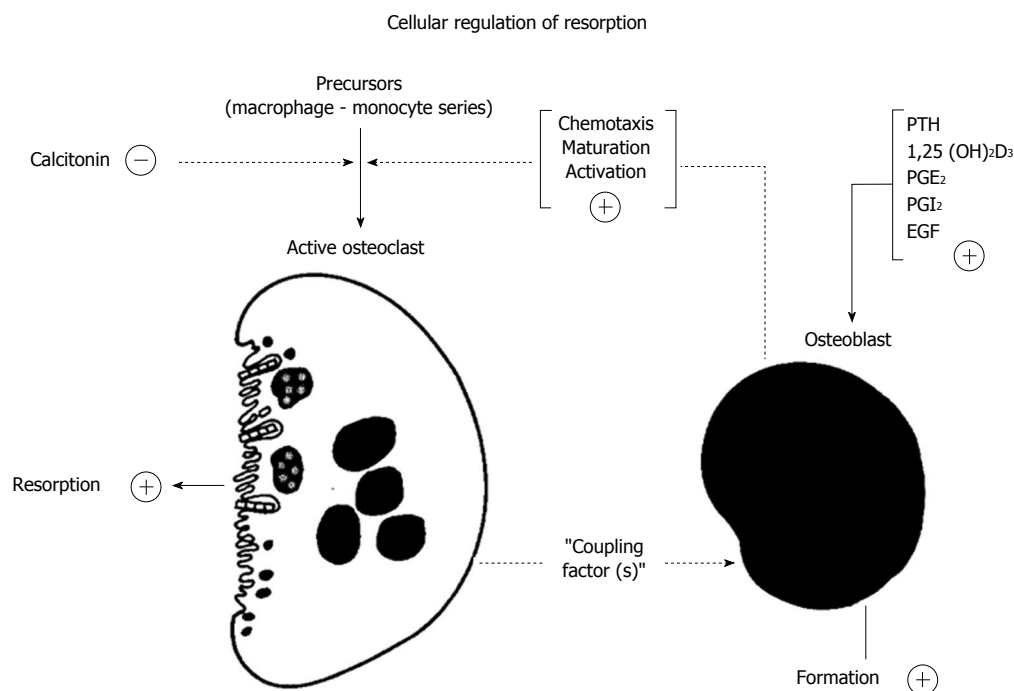 Cellular regulation of resorption
Precursors
(macrophage - monocyte series)
Calcitonin −
Chemotaxis
Maturation
Activation
+
PTH
1,25 (OH)₂D₃
PGE₂
PGI₂
EGF
+
Active osteoclast
Osteoblast
Resorption +
"Coupling
factor (s)"
Formation +